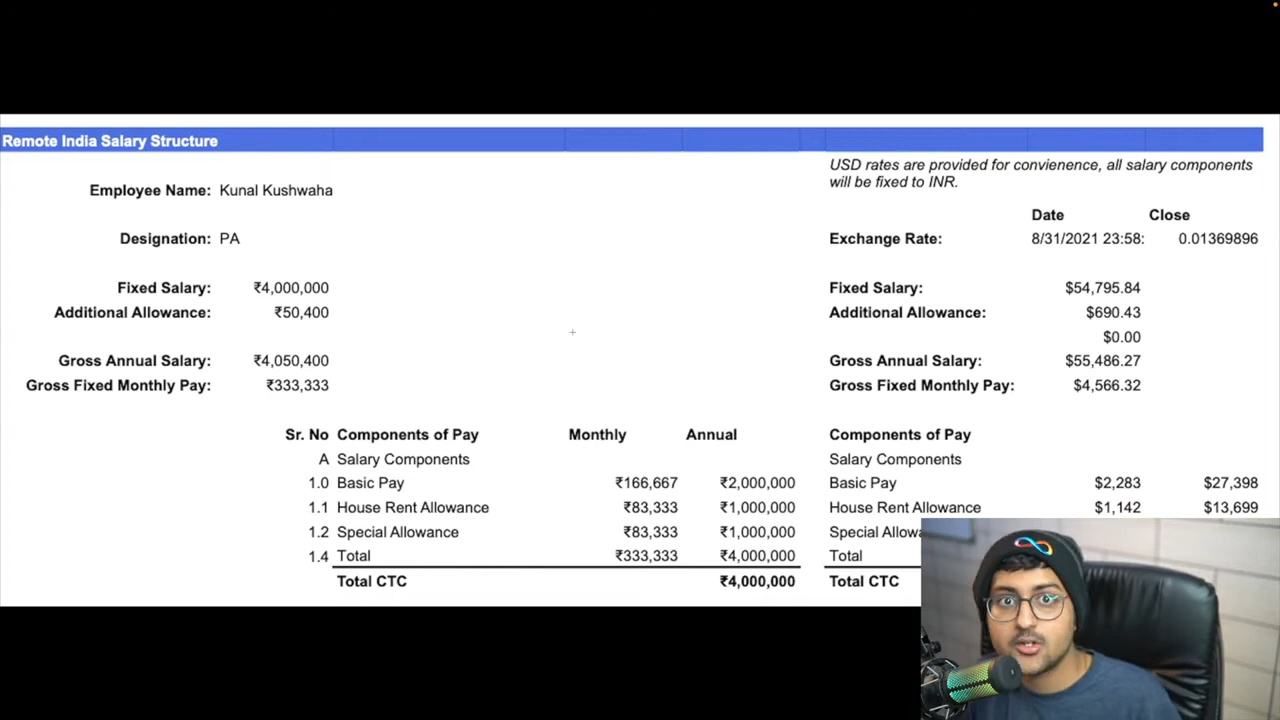 Remote India Salary Structure
USD rates are provided for convienence, all salary components
will be fixed to INR.
Employee Name: Kunal Kushwaha
Date Close
Designation: PA
Exchange Rate: 8/31/2021 23:58: 0.01369896
Fixed Salary: ₹4,000,000
Fixed Salary: $54,795.84
Additional Allowance: ₹50,400
Additional Allowance: $690.43
$0.00
Gross Annual Salary: ₹4,050,400
Gross Annual Salary: $55,486.27
Gross Fixed Monthly Pay: ₹333,333
Gross Fixed Monthly Pay: $4,566.32
Sr. No Components of Pay Monthly Annual
Components of Pay
A Salary Components
Salary Components
1.0 Basic Pay ₹166,667 ₹2,000,000
Basic Pay $2,283 $27,398
1.1 House Rent Allowance ₹83,333 ₹1,000,000
House Rent Allowance $1,142 $13,699
1.2 Special Allowance ₹83,333 ₹1,000,000
Special Allowa
1.4 Total ₹333,333 ₹4,000,000
Total
Total CTC ₹4,000,000
Total CTC